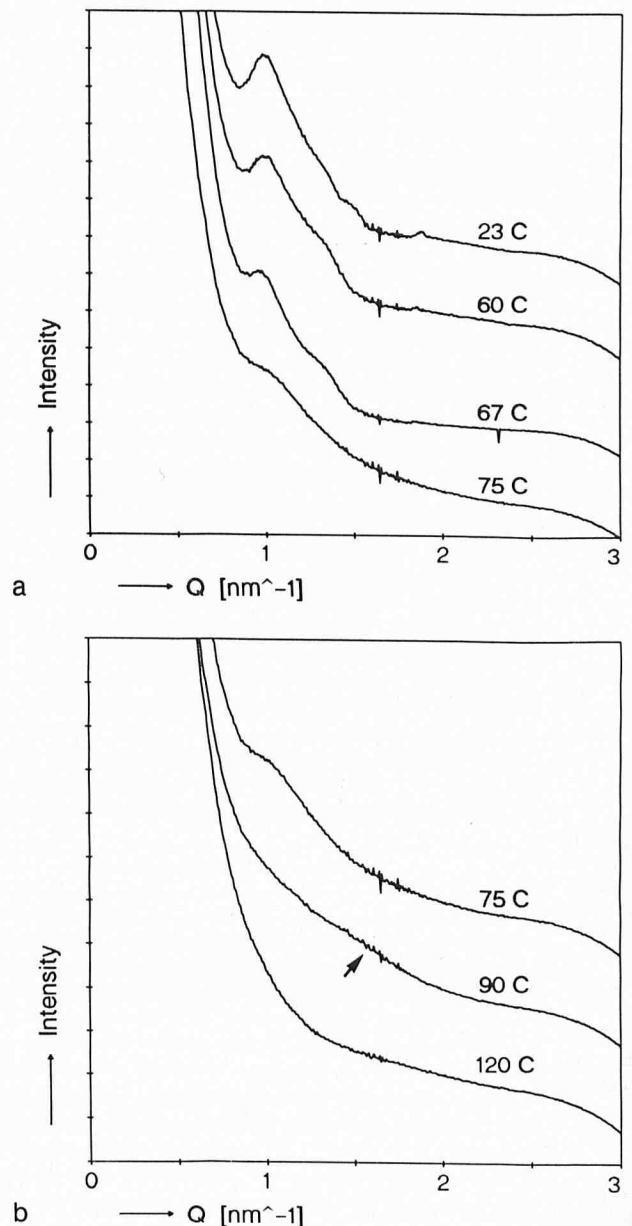 23 C
60 C
67 C
75 C
Intensity
0 1 2 3
a
Q [nm^-1]
75 C
90 C
120 C
Intensity
0 1 2 3
b
Q [nm^-1]